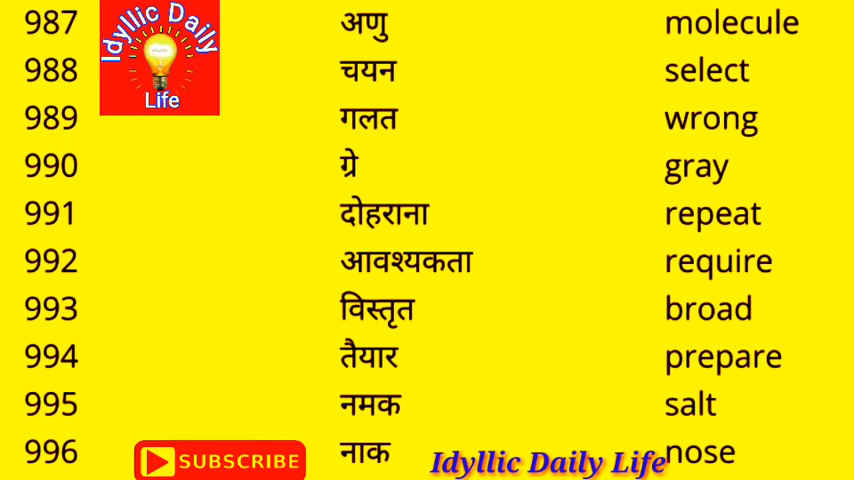 987 अणु molecule
Idyllic Daily
Life
988 चयन select
989 गलत wrong
990 ग्रे gray
991 दोहराना repeat
992 आवश्यकता require
993 विस्तृत broad
994 तैयार prepare
995 नमक salt
996 नाक nose
SUBSCRIBE
Idyllic Daily Life